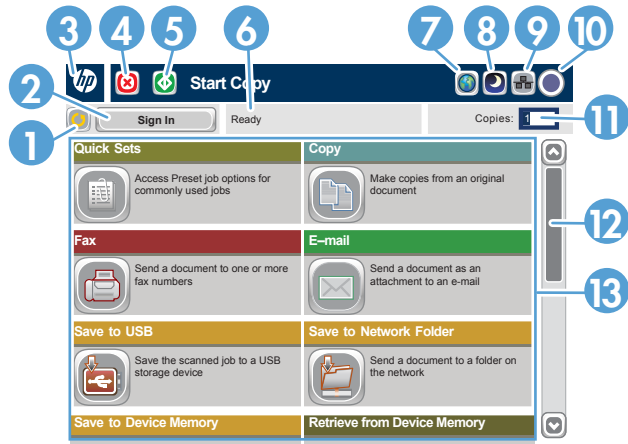 3 4 5 6 7 8 9 10
hp Start Copy
2 Sign In Ready Copies: 1 11
1
Quick Sets
Access Preset job options for
commonly used jobs
Copy
Make copies from an original
document
12
Fax
Send a document to one or more
fax numbers
E–mail
Send a document as an
attachment to an e-mail
13
Save to USB
Save the scanned job to a USB
storage device
Save to Network Folder
Send a document to a folder on
the network
Save to Device Memory
Retrieve from Device Memory